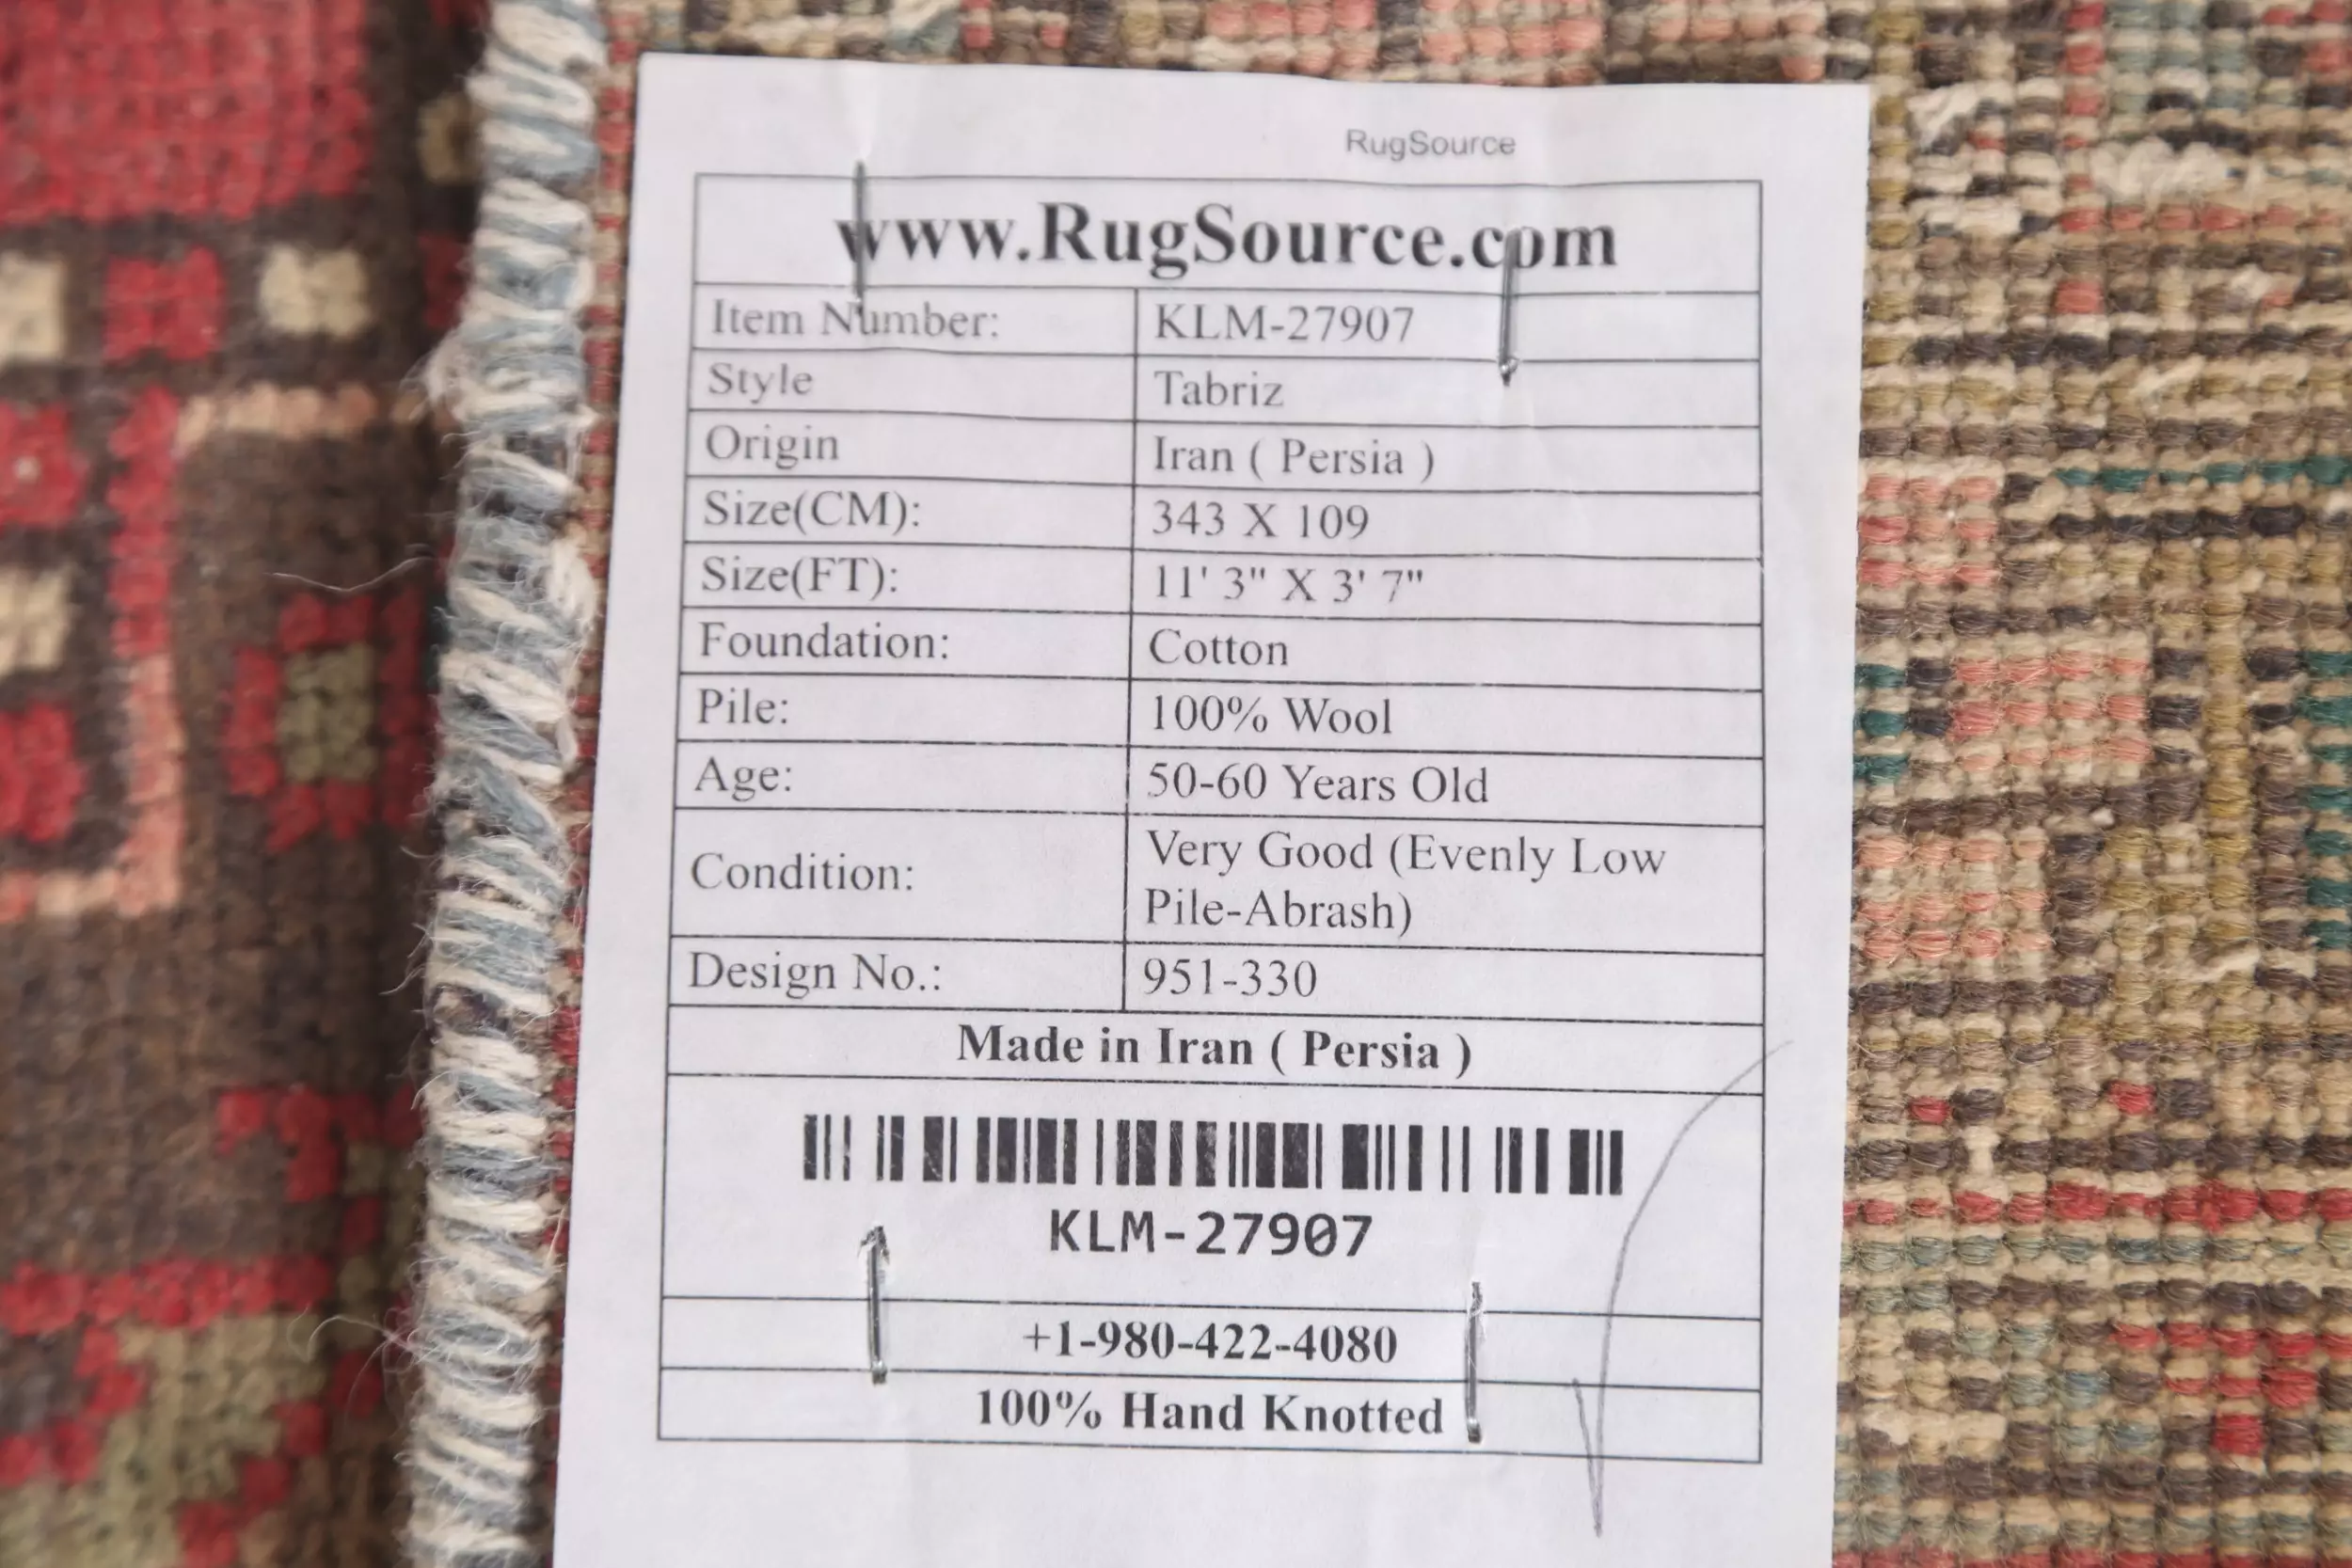 RugSource
www.RugSource.com
Item Number: KLM-27907
Style Tabriz
Origin Iran ( Persia )
Size(CM): 343 X 109
Size(FT): 11' 3" X 3' 7"
Foundation: Cotton
Pile: 100% Wool
Age: 50-60 Years Old
Condition: Very Good (Evenly Low
Pile-Abrash)
Design No.: 951-330
Made in Iran ( Persia )
KLM-27907
+1-980-422-4080
100% Hand Knotted